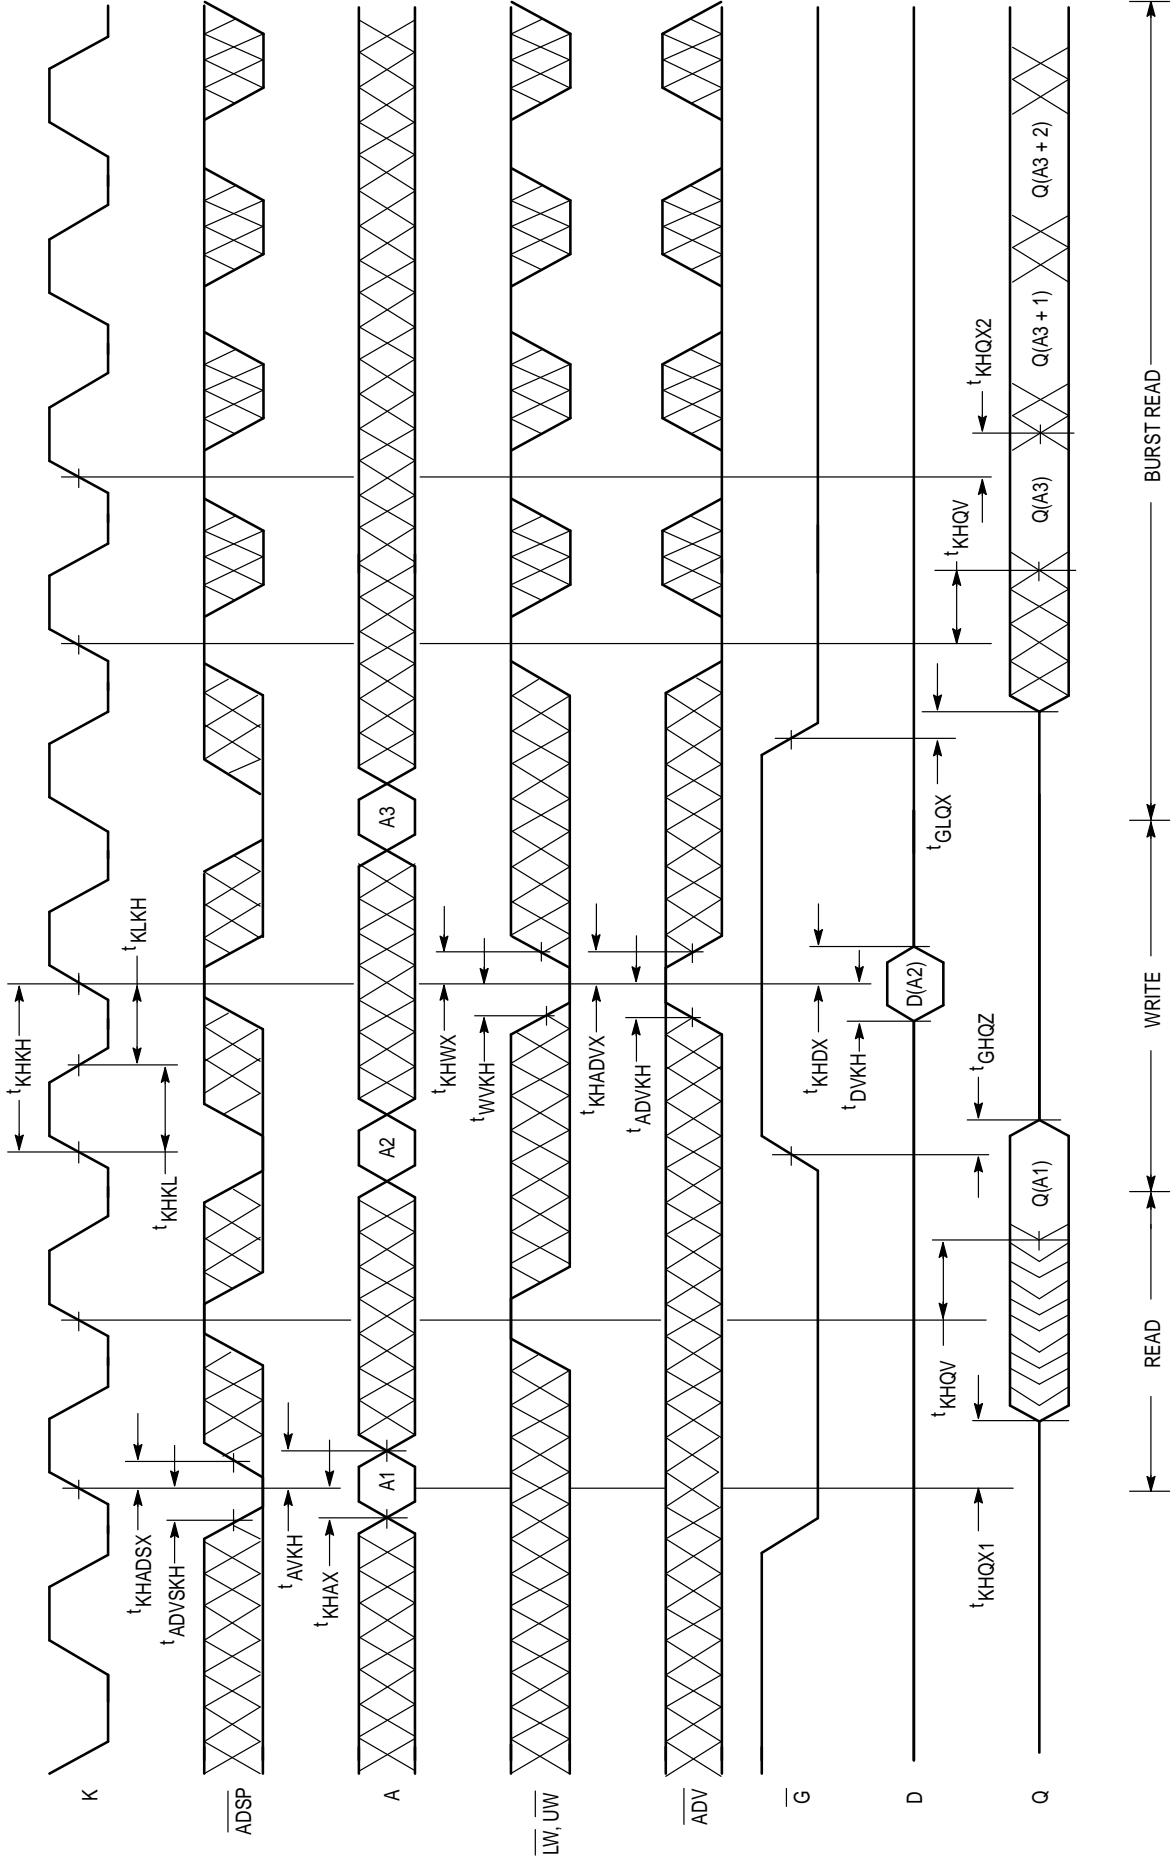 K
tKHKH
tKLKH
tKHKL
ADSP
tKHADSX
tADVSKH
A
A1
A2
A3
tAVKH
tKHAX
LW, UW
tKHWX
tWVKH
ADV
tKHADVX
tADVKH
G
D
D(A2)
tKHDX
tDVKH
tGLQX
tKHQV
tKHQV
tKHQX1
tGHQZ
tKHQX2
Q
Q(A1)
Q(A3)
Q(A3 + 1)
Q(A3 + 2)
READ
WRITE
BURST READ